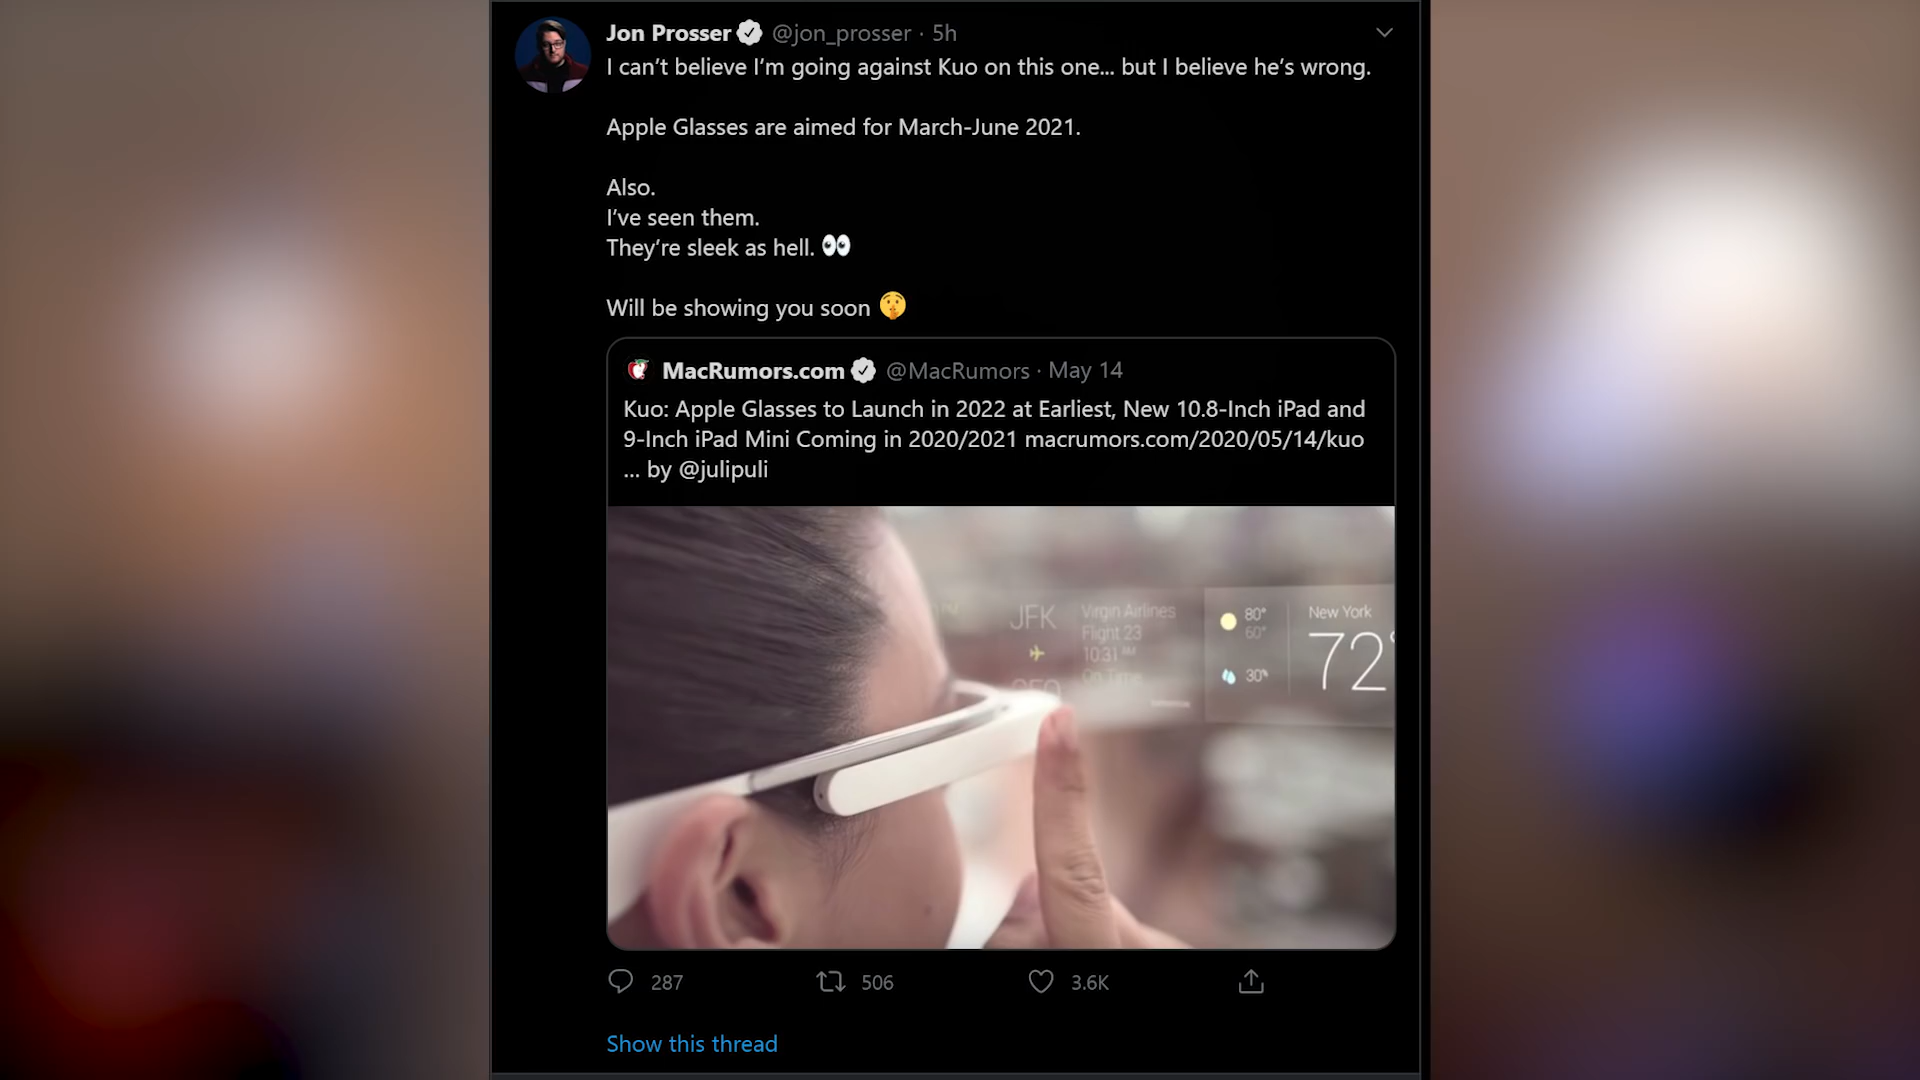 Jon Prosser @jon_prosser · 5h
I can’t believe I’m going against Kuo on this one... but I believe he’s wrong.
Apple Glasses are aimed for March-June 2021.
Also.
I’ve seen them.
They’re sleek as hell. 👀
Will be showing you soon 🤫
MacRumors.com @MacRumors · May 14
Kuo: Apple Glasses to Launch in 2022 at Earliest, New 10.8-Inch iPad and
9-Inch iPad Mini Coming in 2020/2021 macrumors.com/2020/05/14/kuo
... by @julipuli
JFK
Virgin Airlines
Flight 23
10:31 AM
On Time
SFO
80°
60°
30%
New York
72°
287
506
3.6K
Show this thread